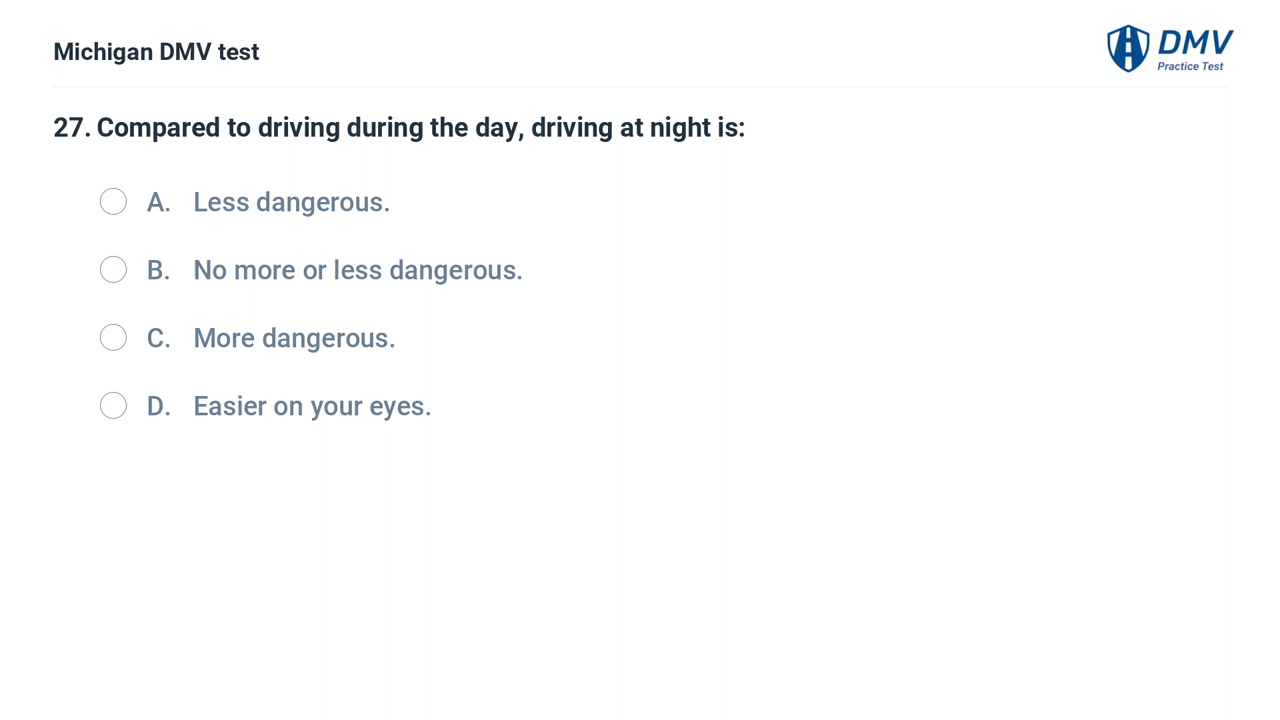 Michigan DMV test
DMV
Practice Test
27. Compared to driving during the day, driving at night is:
A. Less dangerous.
B. No more or less dangerous.
C. More dangerous.
D. Easier on your eyes.